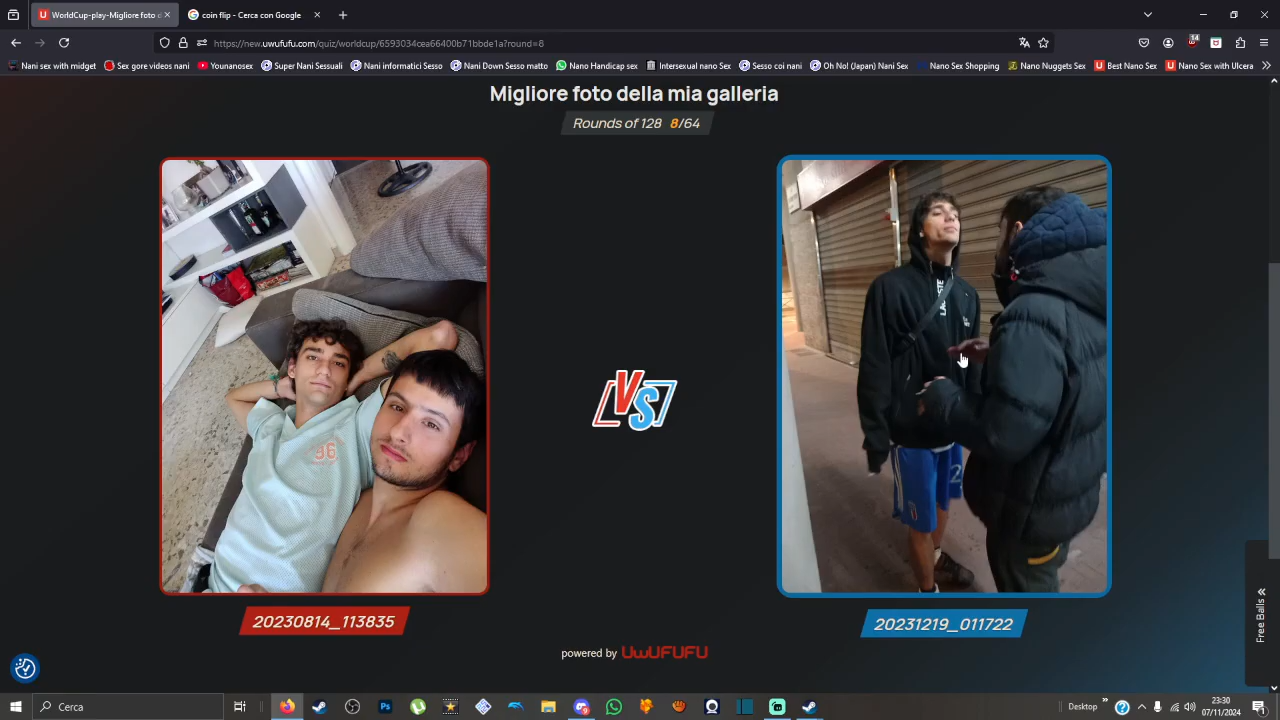 WorldCup-play-Migliore foto d
coin flip - Cerca con Google
https://new.uwufufu.com/quiz/worldcup/6593034cea66400b71bbde1a?round=8
14
Nani sex with midget
Sex gore videos nani
Younanosex
Super Nani Sessuali
Nani informatici Sesso
Nani Down Sesso matto
Nano Handicap sex
Intersexual nano Sex
Sesso coi nani
Oh No! (Japan) Nani Sex
Nano Sex Shopping
Nano Nuggets Sex
Best Nano Sex
Nano Sex with Ulcera
Migliore foto della mia galleria
Rounds of 128 8/64
96
VS
2
20230814_113835
20231219_011722
powered by UwUFUFU
Free Balls
Cerca
Desktop
23:30
07/11/2024